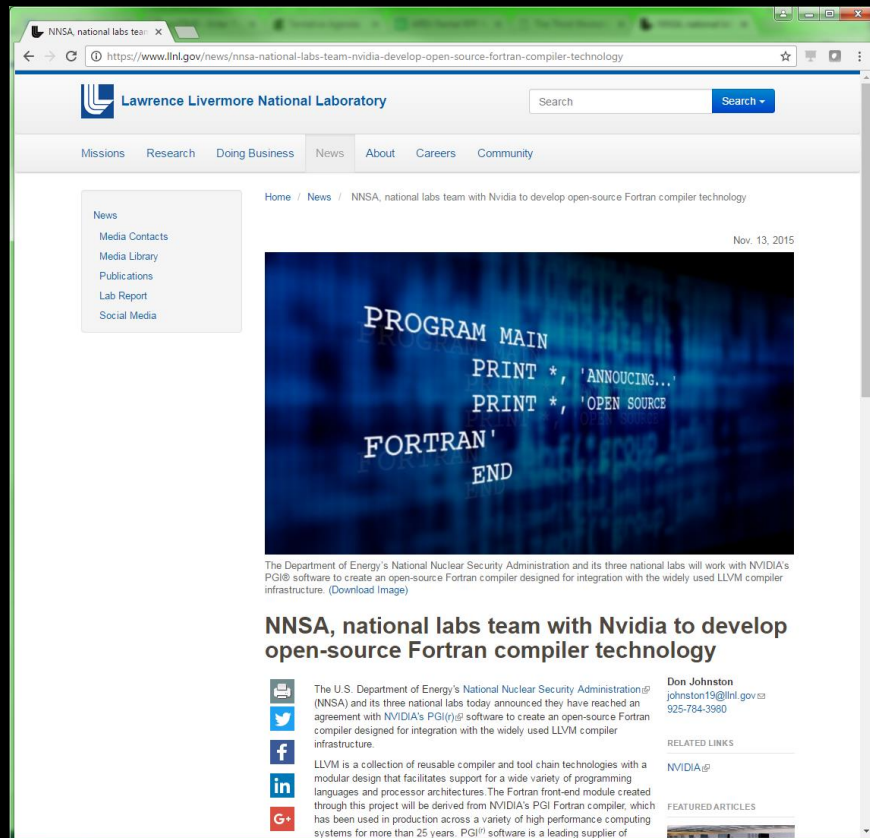 NNSA, national labs tean
https://www.llnl.gov/news/nnsa-national-labs-team-nvidia-develop-open-source-fortran-compiler-technology
Lawrence Livermore National Laboratory
Search
Search
Missions Research Doing Business News About Careers Community
Home / News / NNSA, national labs team with Nvidia to develop open-source Fortran compiler technology
News
Media Contacts
Media Library
Publications
Lab Report
Social Media
Nov. 13, 2015
PROGRAM MAIN
PRINT *, 'ANNOUCING...'
PRINT *, 'OPEN SOURCE
FORTRAN'
END
The Department of Energy's National Nuclear Security Administration and its three national labs will work with NVIDIA's
PGI® software to create an open-source Fortran compiler designed for integration with the widely used LLVM compiler
infrastructure. (Download Image)
NNSA, national labs team with Nvidia to develop
open-source Fortran compiler technology
The U.S. Department of Energy's National Nuclear Security Administration
(NNSA) and its three national labs today announced they have reached an
agreement with NVIDIA's PGI(r) software to create an open-source Fortran
compiler designed for integration with the widely used LLVM compiler
infrastructure.
LLVM is a collection of reusable compiler and tool chain technologies with a
modular design that facilitates support for a wide variety of programming
languages and processor architectures.The Fortran front-end module created
through this project will be derived from NVIDIA's PGI Fortran compiler, which
has been used in production across a variety of high performance computing
systems for more than 25 years. PGI(r) software is a leading supplier of
f
in
G+
Don Johnston
johnston19@llnl.gov
925-784-3980
RELATED LINKS
NVIDIA
FEATURED ARTICLES